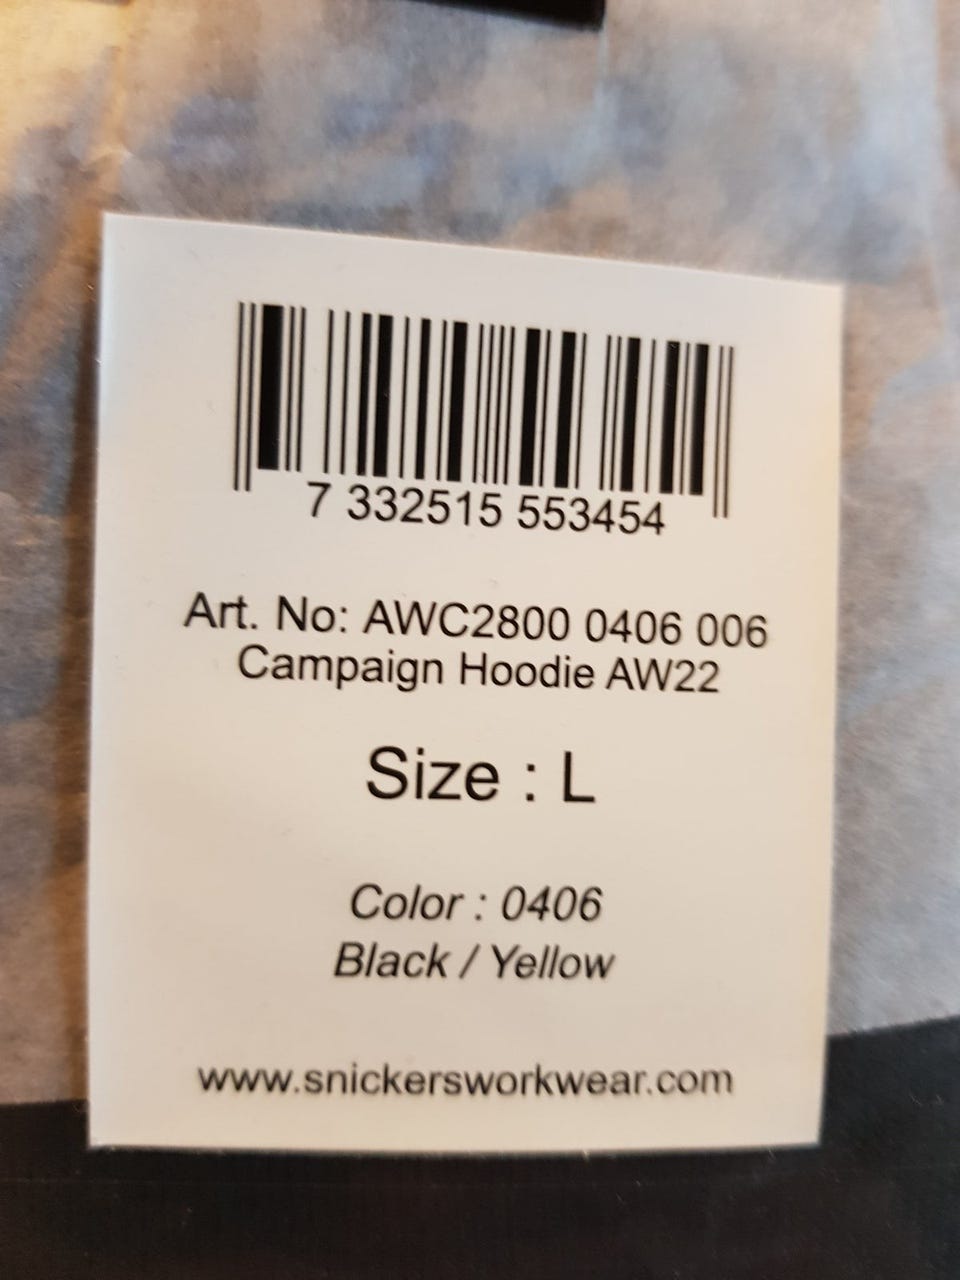 7 332515 553454
Art. No: AWC2800 0406 006
Campaign Hoodie AW22
Size : L
Color : 0406
Black / Yellow
www.snickersworkwear.com